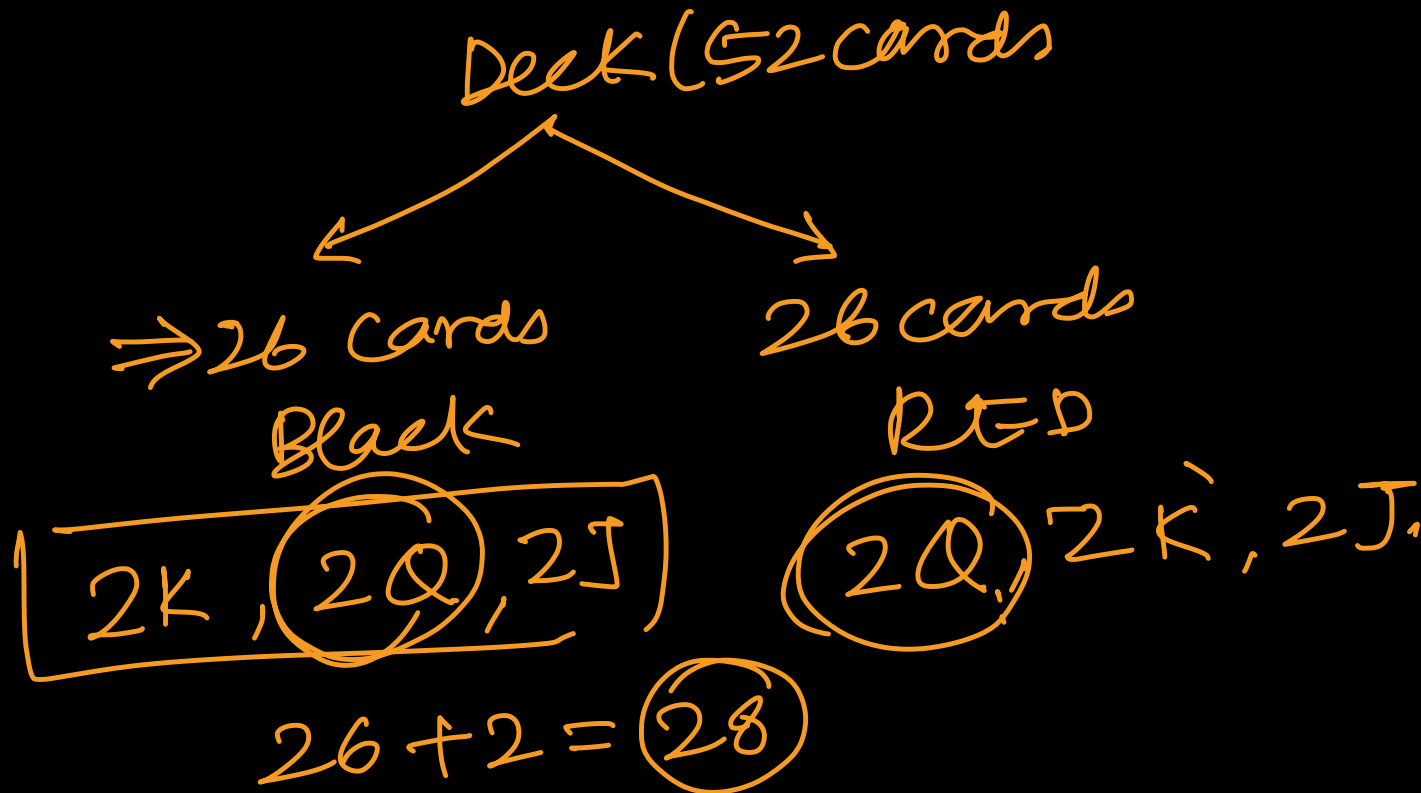 Deck (52 cards
⇒ 26 cards 26 cards
Black RED
2K, 2Q, 2J 2Q, 2K, 2J.
26 + 2 = 28